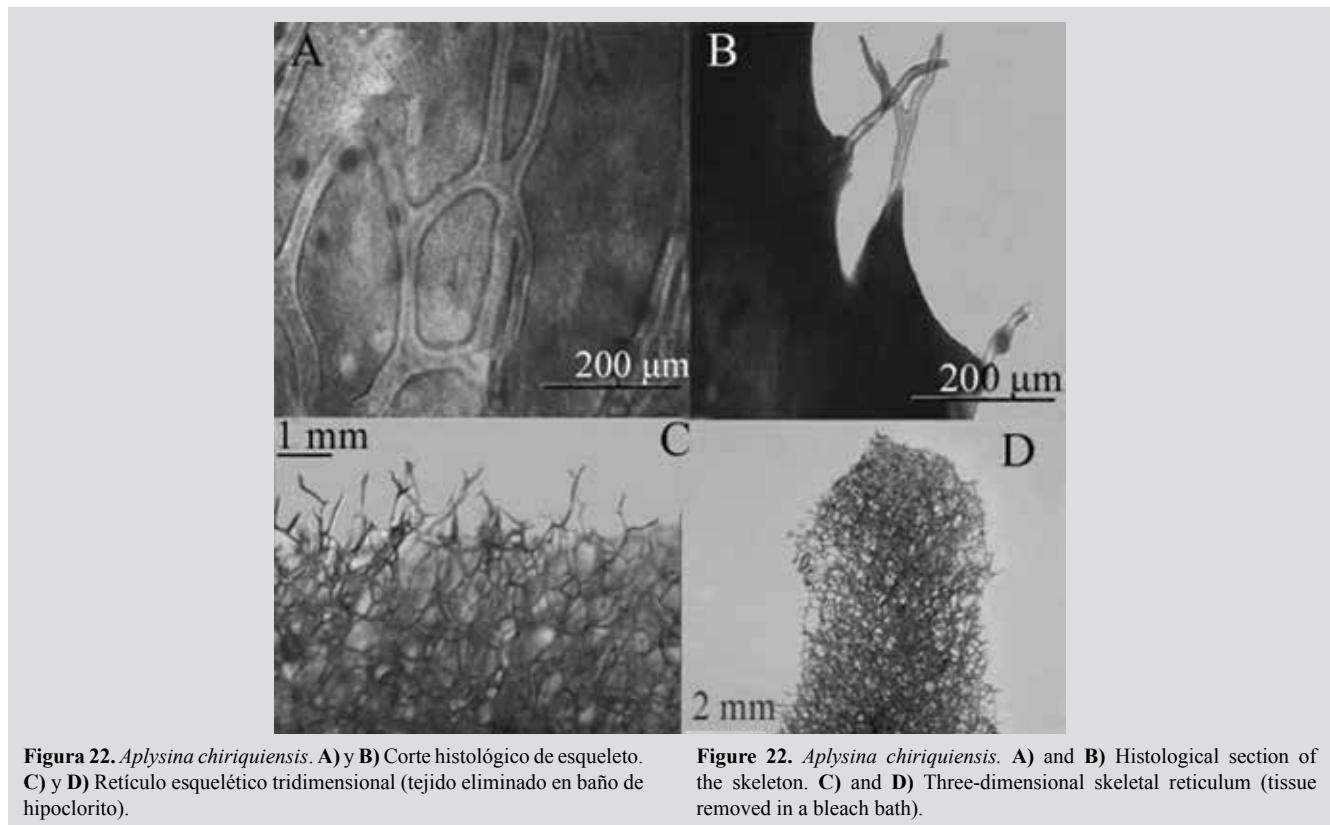 A
B
200 µm
200 µm
1 mm
C
D
2 mm
Figura 22. Aplysina chiriquiensis. A) y B) Corte histológico de esqueleto.
C) y D) Retículo esquelético tridimensional (tejido eliminado en baño de
hipoclorito).
Figure 22. Aplysina chiriquiensis. A) and B) Histological section of
the skeleton. C) and D) Three-dimensional skeletal reticulum (tissue
removed in a bleach bath).